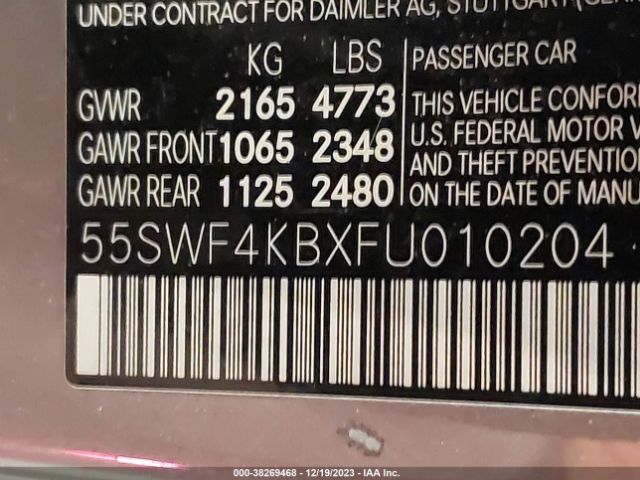 UNDER CONTRACT FOR DAIMLER AG, STUTTGART
KG LBS
GVWR 2165 4773
GAWR FRONT 1065 2348
GAWR REAR 1125 2480
PASSENGER CAR
THIS VEHICLE CONFOR
U.S. FEDERAL MOTOR V
AND THEFT PREVENTION
ON THE DATE OF MANU
55SWF4KBXFU010204
000-38269468 • 12/19/2023 • IAA Inc.